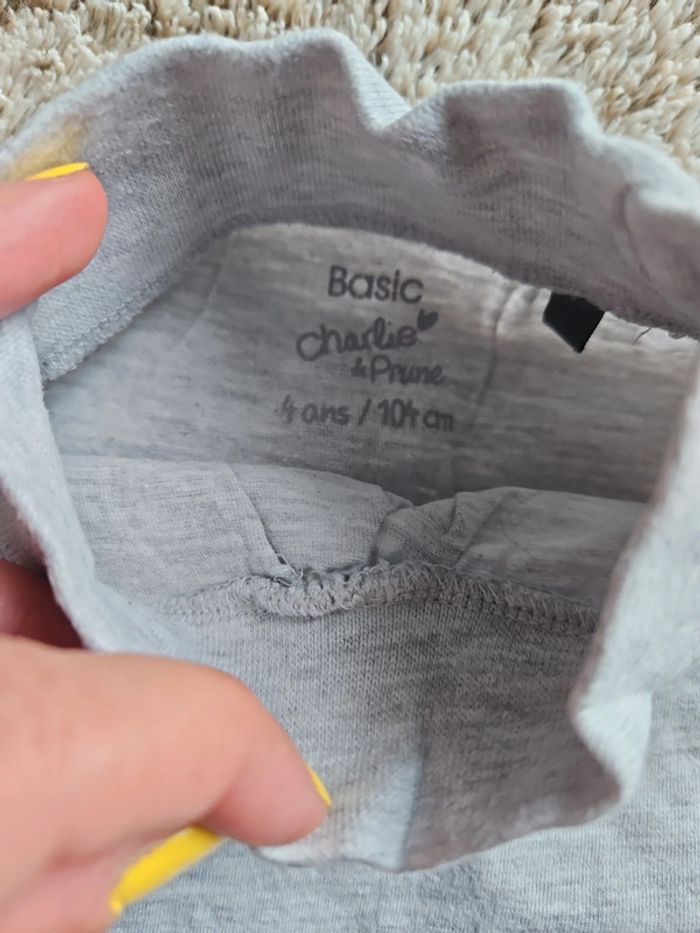 Basic
Charlie
& Prune
4 ans / 104 cm